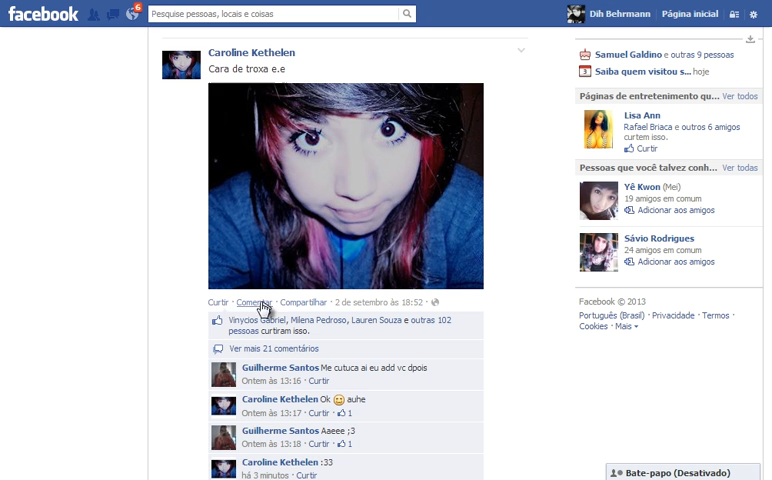 facebook
6
Pesquise pessoas, locais e coisas
Dih Behrmann
Página inicial
Caroline Kethelen
Cara de troxa e.e
Curtir · Comentar · Compartilhar · 2 de setembro às 18:52 ·
Vinycios Gabriel, Milena Pedroso, Lauren Souza e outras 102
pessoas curtiram isso.
Ver mais 21 comentários
Guilherme Santos Me cutuca ai eu add vc dpois
Ontem às 13:16 · Curtir
Caroline Kethelen Ok auhe
Ontem às 13:17 · Curtir · 1
Guilherme Santos Aaeee ;3
Ontem às 13:18 · Curtir · 1
Caroline Kethelen :33
há 3 minutos · Curtir
Samuel Galdino e outras 9 pessoas
3
Saiba quem visitou s... hoje
Páginas de entretenimento qu... Ver todos
Lisa Ann
Rafael Briaca e outros 6 amigos
curtem isso.
Curtir
Pessoas que você talvez conh... Ver todas
Yê Kwon (Mei)
19 amigos em comum
Adicionar aos amigos
Sávio Rodrigues
24 amigos em comum
Adicionar aos amigos
Facebook © 2013
Português (Brasil) · Privacidade · Termos ·
Cookies · Mais
Bate-papo (Desativado)